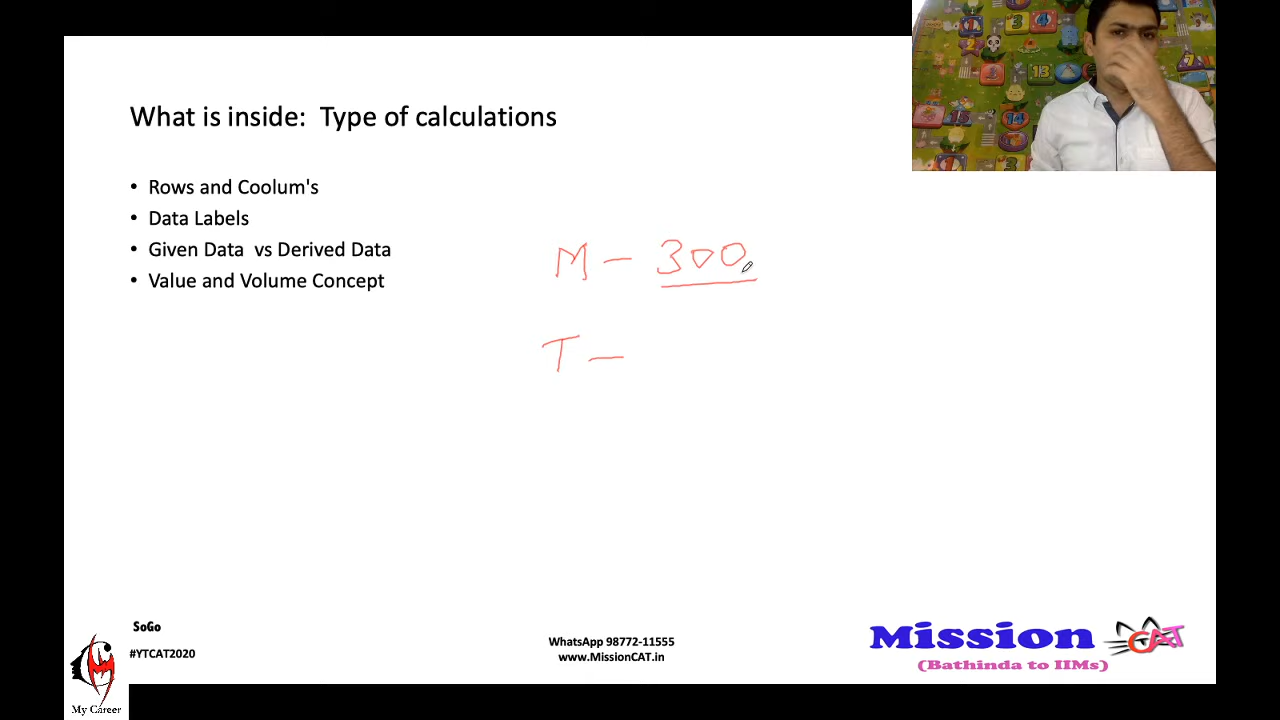 What is inside: Type of calculations
• Rows and Coolum's
• Data Labels
• Given Data vs Derived Data
• Value and Volume Concept
M - 300
T -
SoGo
#YTCAT2020
WhatsApp 98772-11555
www.MissionCAT.in
Mission CAT
(Bathinda to IIMs)
My Career